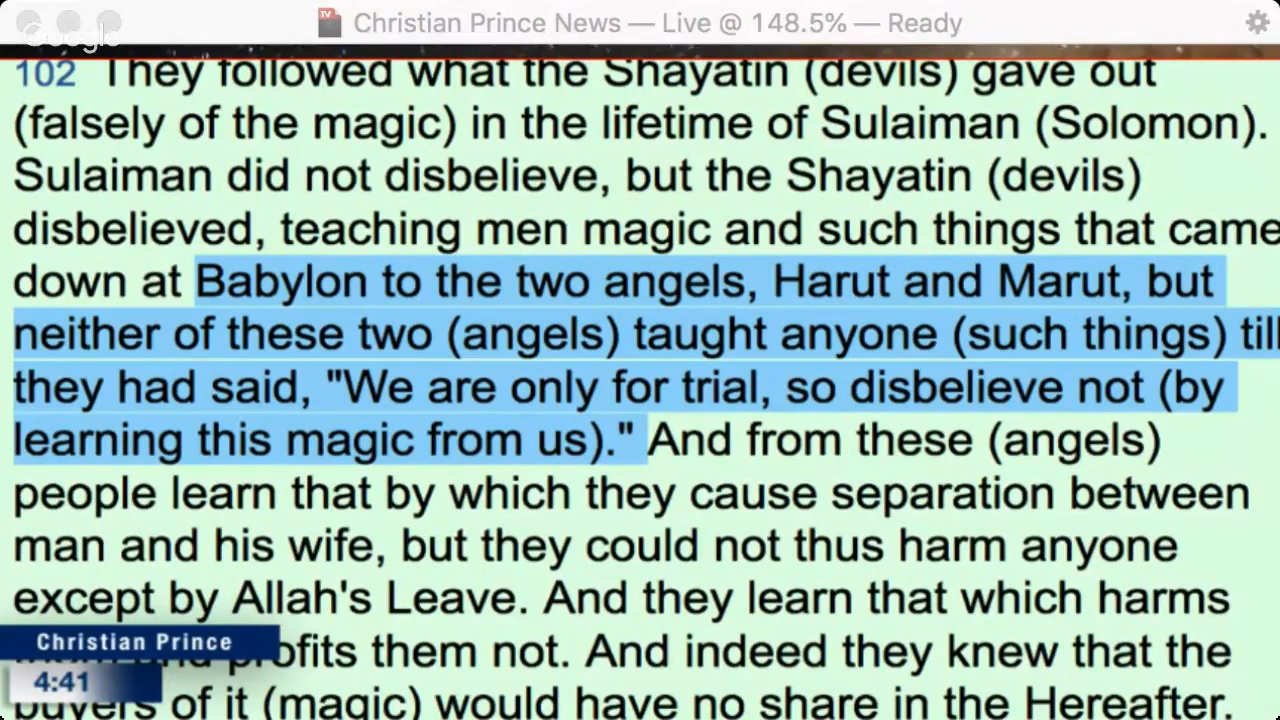 Christian Prince News — Live @ 148.5% — Ready
Google
102 They followed what the Shayatin (devils) gave out
(falsely of the magic) in the lifetime of Sulaiman (Solomon).
Sulaiman did not disbelieve, but the Shayatin (devils)
disbelieved, teaching men magic and such things that came
down at Babylon to the two angels, Harut and Marut, but
neither of these two (angels) taught anyone (such things) till
they had said, "We are only for trial, so disbelieve not (by
learning this magic from us)." And from these (angels)
people learn that by which they cause separation between
man and his wife, but they could not thus harm anyone
except by Allah's Leave. And they learn that which harms
profits them not. And indeed they knew that the
buyers of it (magic) would have no share in the Hereafter.
Christian Prince
4:41